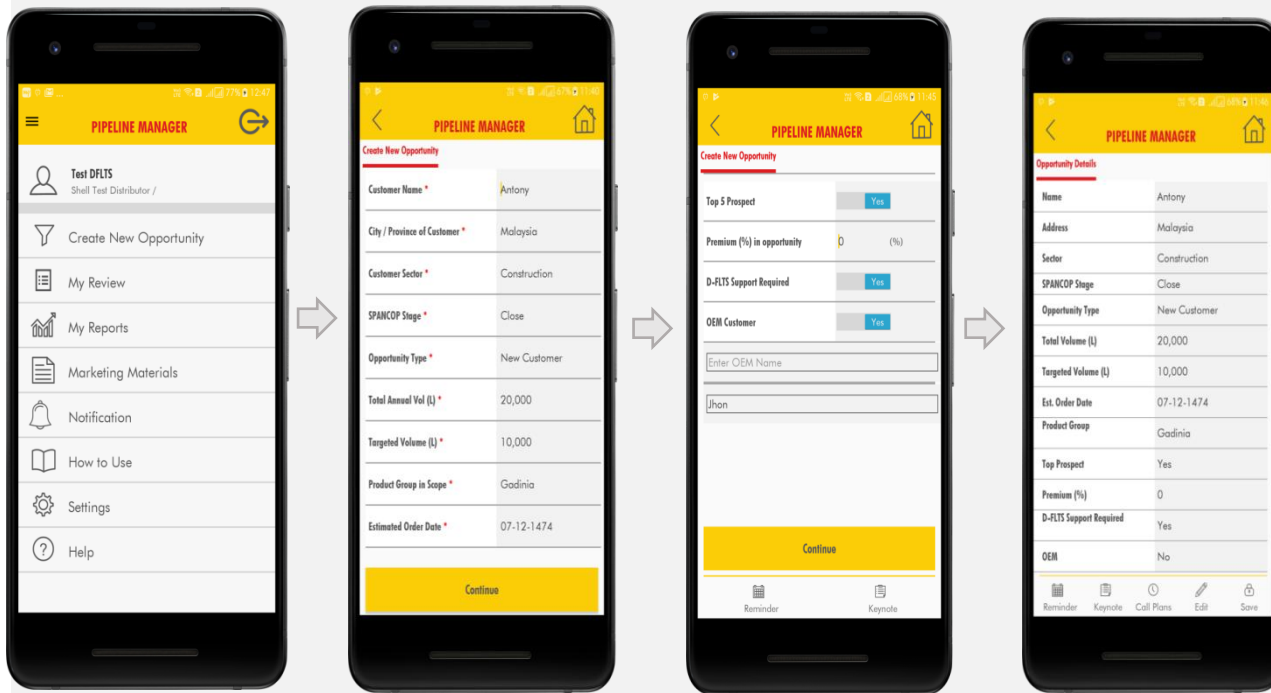 77% 12:47
PIPELINE MANAGER
Test DFLTS
Shell Test Distributor /
Create New Opportunity
My Review
My Reports
Marketing Materials
Notification
How to Use
Settings
Help
67% 11:40
PIPELINE MANAGER
Create New Opportunity
Customer Name * Antony
City / Province of Customer * Malaysia
Customer Sector * Construction
SPANCOP Stage * Close
Opportunity Type * New Customer
Total Annual Vol (L) * 20,000
Targeted Volume (L) * 10,000
Product Group in Scope * Gadinia
Estimated Order Date * 07-12-1474
Continue
68% 11:45
PIPELINE MANAGER
Create New Opportunity
Top 5 Prospect Yes
Premium (%) in opportunity 0 (%)
D-FLTS Support Required Yes
OEM Customer Yes
Enter OEM Name
Jhon
Continue
Reminder Keynote
68% 11:46
PIPELINE MANAGER
Opportunity Details
Name Antony
Address Malaysia
Sector Construction
SPANCOP Stage Close
Opportunity Type New Customer
Total Volume (L) 20,000
Targeted Volume (L) 10,000
Est. Order Date 07-12-1474
Product Group Gadinia
Top Prospect Yes
Premium (%) 0
D-FLTS Support Required Yes
OEM No
Reminder Keynote Call Plans Edit Save